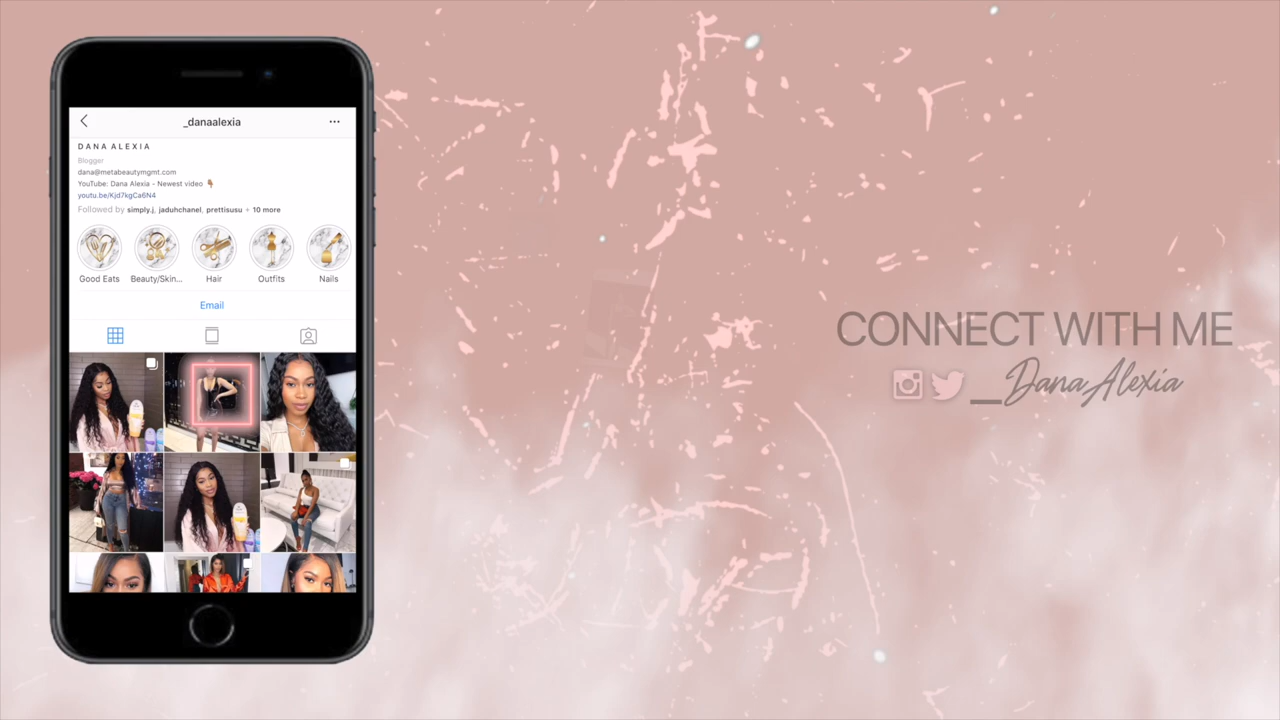 _danaalexia
DANA ALEXIA
Blogger
dana@metabeautymgmt.com
YouTube: Dana Alexia - Newest video 👇🏽
youtu.be/Kjd7kgCa6N4
Followed by simply.j, jaduhchanel, prettisusu + 10 more
Good Eats Beauty/Skin... Hair Outfits Nails
Email
CONNECT WITH ME
_DanaAlexia